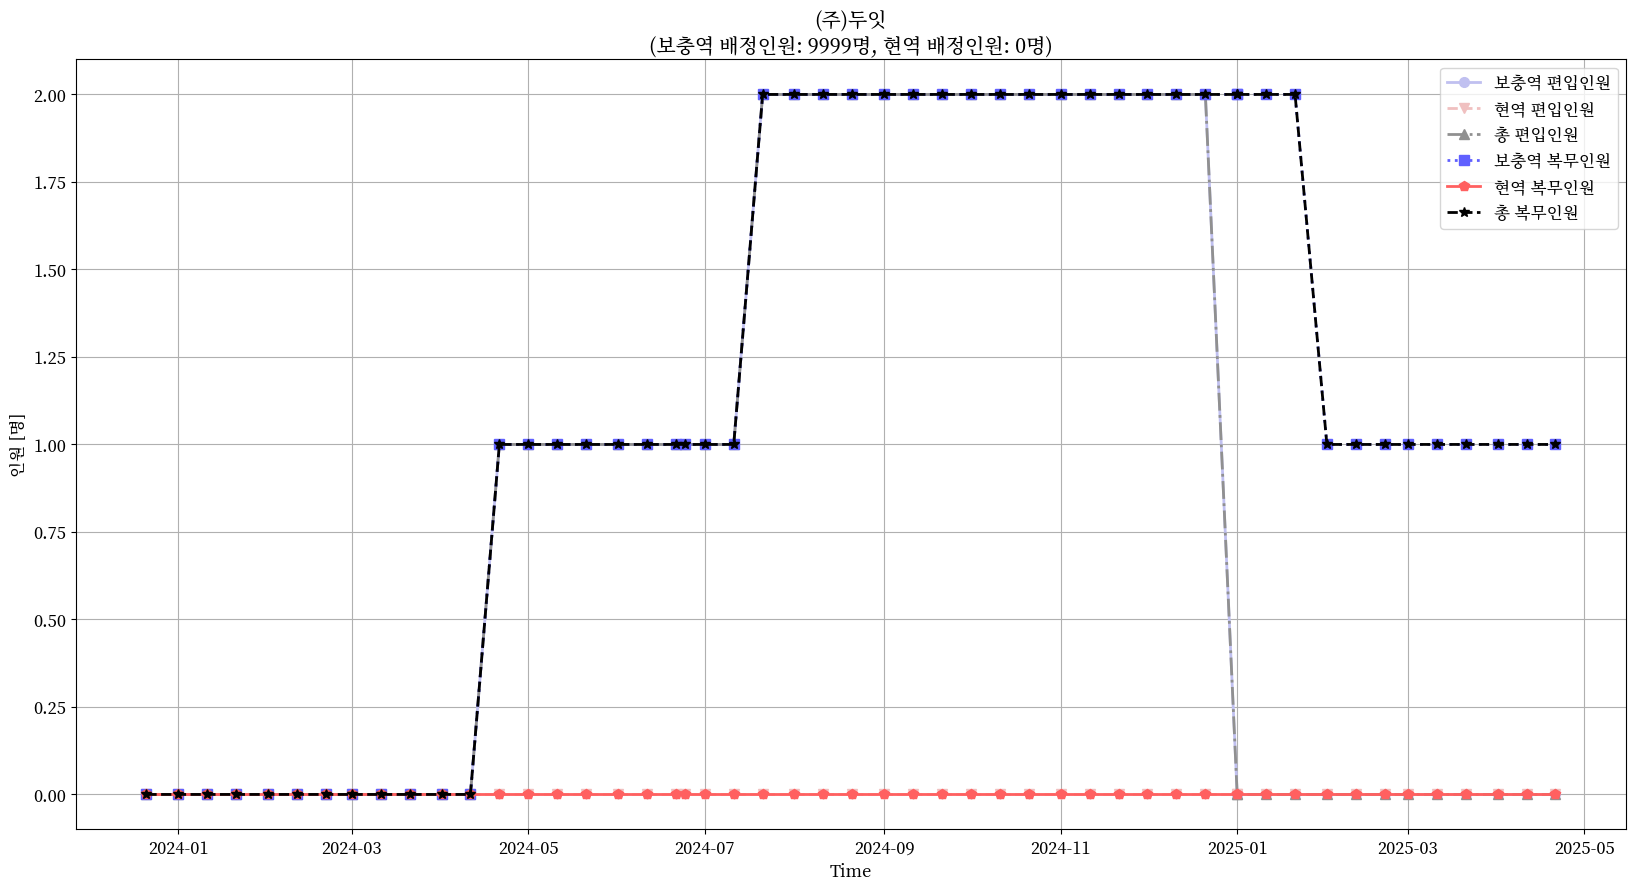 (주)두잇
(보충역 배정인원: 9999명, 현역 배정인원: 0명)
보충역 편입인원
현역 편입인원
총 편입인원
보충역 복무인원
현역 복무인원
총 복무인원
인원 [명]
2.00
1.75
1.50
1.25
1.00
0.75
0.50
0.25
0.00
2024-01
2024-03
2024-05
2024-07
2024-09
2024-11
2025-01
2025-03
2025-05
Time